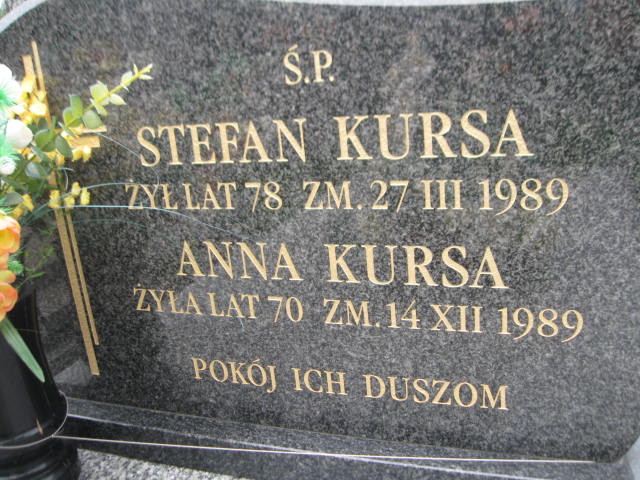 Ś.P.
STEFAN KURSA
ŻYŁ LAT 78 ZM. 27 III 1989
ANNA KURSA
ŻYŁA LAT 70 ZM. 14 XII 1989
POKÓJ ICH DUSZOM